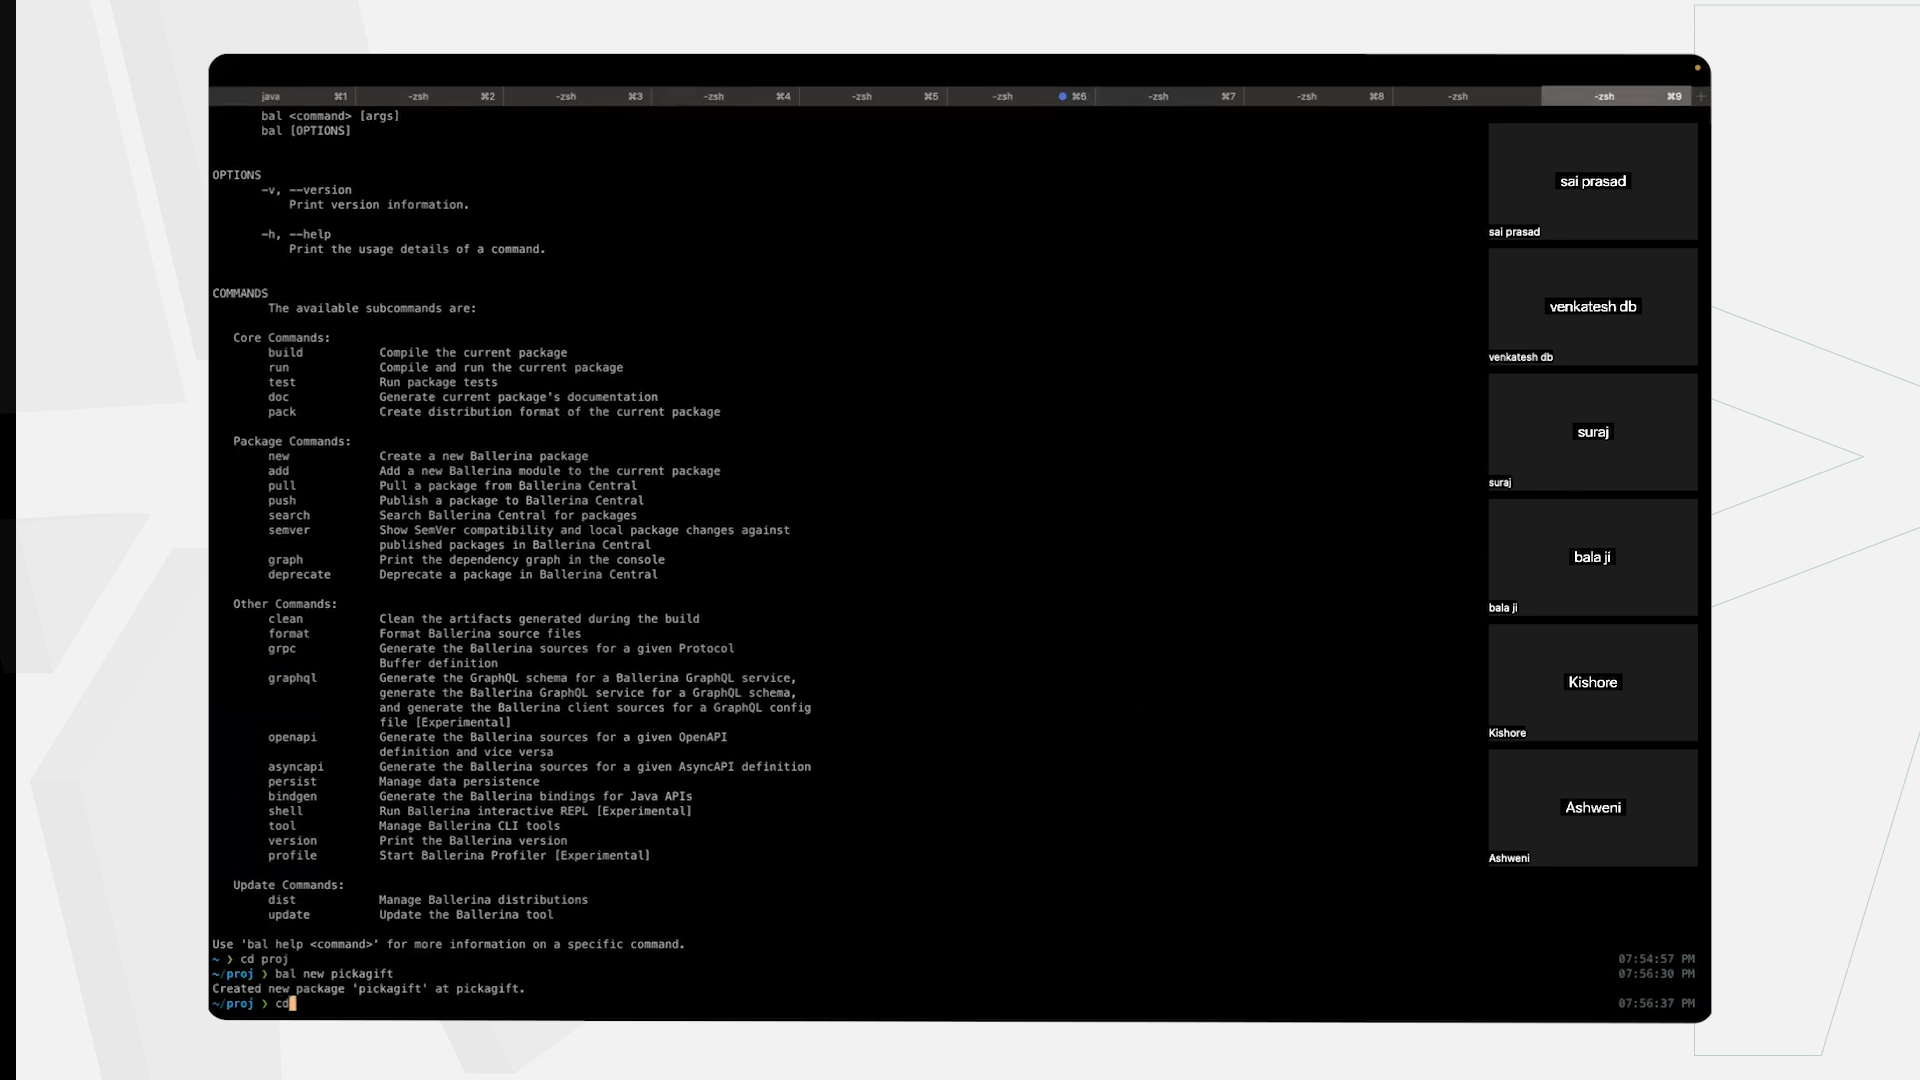 java ⌘1 -zsh ⌘2 -zsh ⌘3 -zsh ⌘4 -zsh ⌘5 -zsh ⌘6 -zsh ⌘7 -zsh ⌘8 -zsh -zsh ⌘9 +
bal <command> [args]
bal [OPTIONS]
OPTIONS
-v, --version
Print version information.
-h, --help
Print the usage details of a command.
COMMANDS
The available subcommands are:
Core Commands:
build Compile the current package
run Compile and run the current package
test Run package tests
doc Generate current package's documentation
pack Create distribution format of the current package
Package Commands:
new Create a new Ballerina package
add Add a new Ballerina module to the current package
pull Pull a package from Ballerina Central
push Publish a package to Ballerina Central
search Search Ballerina Central for packages
semver Show SemVer compatibility and local package changes against
published packages in Ballerina Central
graph Print the dependency graph in the console
deprecate Deprecate a package in Ballerina Central
Other Commands:
clean Clean the artifacts generated during the build
format Format Ballerina source files
grpc Generate the Ballerina sources for a given Protocol
Buffer definition
graphql Generate the GraphQL schema for a Ballerina GraphQL service,
generate the Ballerina GraphQL service for a GraphQL schema,
and generate the Ballerina client sources for a GraphQL config
file [Experimental]
openapi Generate the Ballerina sources for a given OpenAPI
definition and vice versa
asyncapi Generate the Ballerina sources for a given AsyncAPI definition
persist Manage data persistence
bindgen Generate the Ballerina bindings for Java APIs
shell Run Ballerina interactive REPL [Experimental]
tool Manage Ballerina CLI tools
version Print the Ballerina version
profile Start Ballerina Profiler [Experimental]
Update Commands:
dist Manage Ballerina distributions
update Update the Ballerina tool
Use 'bal help <command>' for more information on a specific command.
~ ❯ cd proj 07:54:57 PM
~/proj ❯ bal new pickagift 07:56:30 PM
Created new package 'pickagift' at pickagift.
~/proj ❯ cd 07:56:37 PM
sai prasad
sai prasad
venkatesh db
venkatesh db
suraj
suraj
bala ji
bala ji
Kishore
Kishore
Ashweni
Ashweni